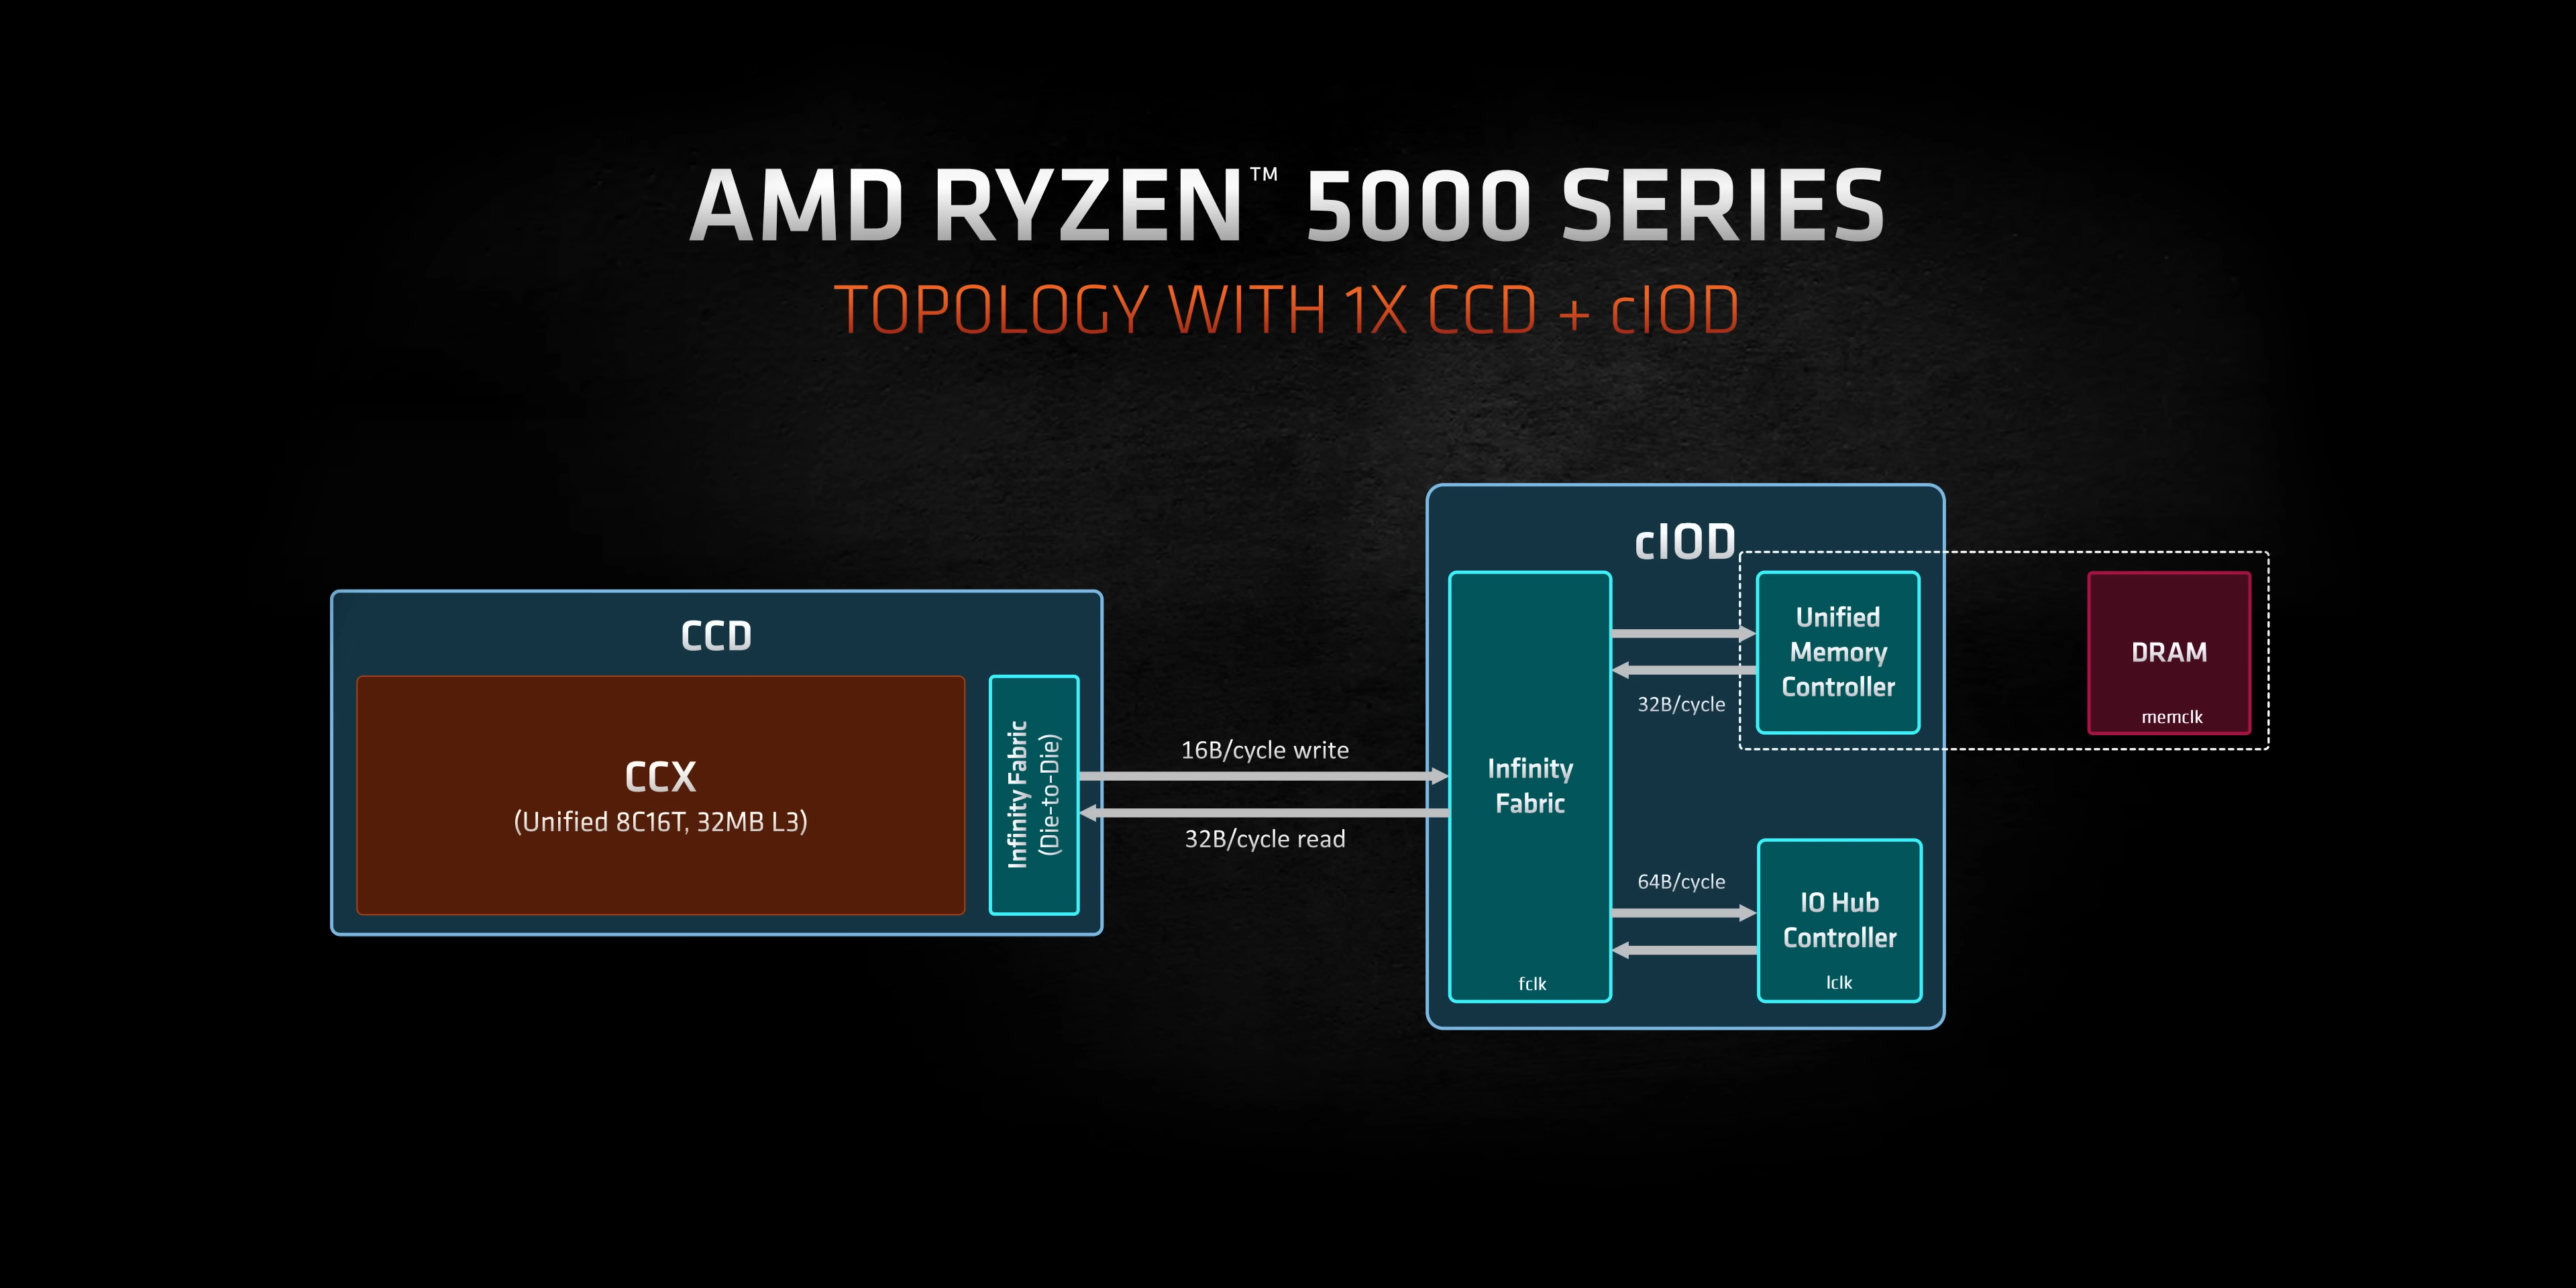 AMD RYZEN™ 5000 SERIES
TOPOLOGY WITH 1X CCD + cIOD
CCD
CCX
(Unified 8C16T, 32MB L3)
Infinity Fabric
(Die-to-Die)
16B/cycle write
32B/cycle read
cIOD
Infinity
Fabric
fclk
32B/cycle
64B/cycle
Unified
Memory
Controller
IO Hub
Controller
lclk
DRAM
memclk